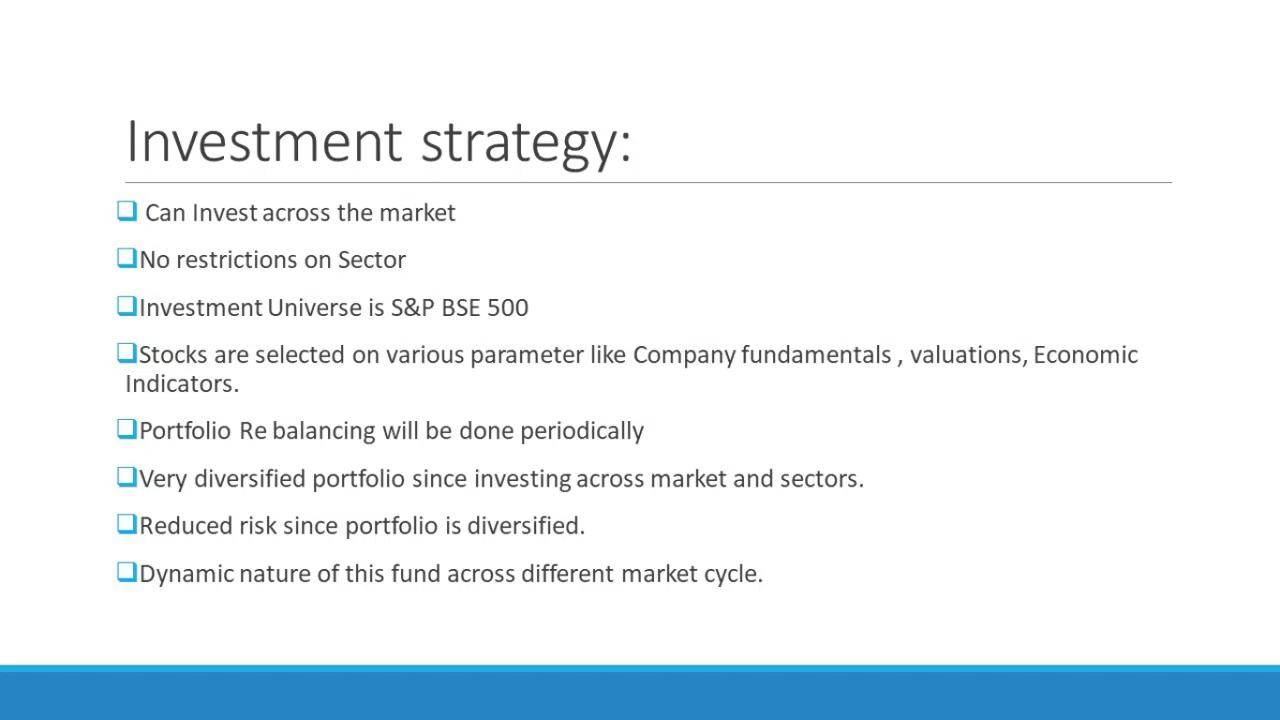 Investment strategy:
❑ Can Invest across the market
❑No restrictions on Sector
❑Investment Universe is S&P BSE 500
❑Stocks are selected on various parameter like Company fundamentals , valuations, Economic
Indicators.
❑Portfolio Re balancing will be done periodically
❑Very diversified portfolio since investing across market and sectors.
❑Reduced risk since portfolio is diversified.
❑Dynamic nature of this fund across different market cycle.